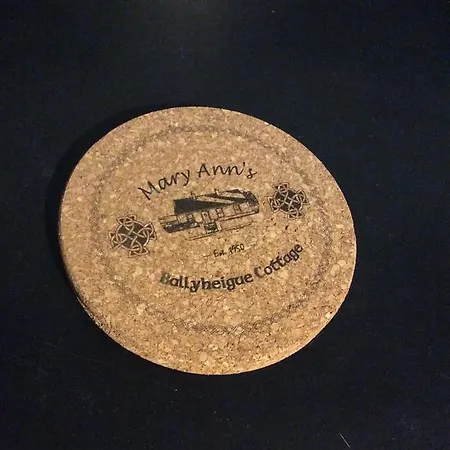 Mary Ann's
Est. 1950
Ballyheigue Cottage